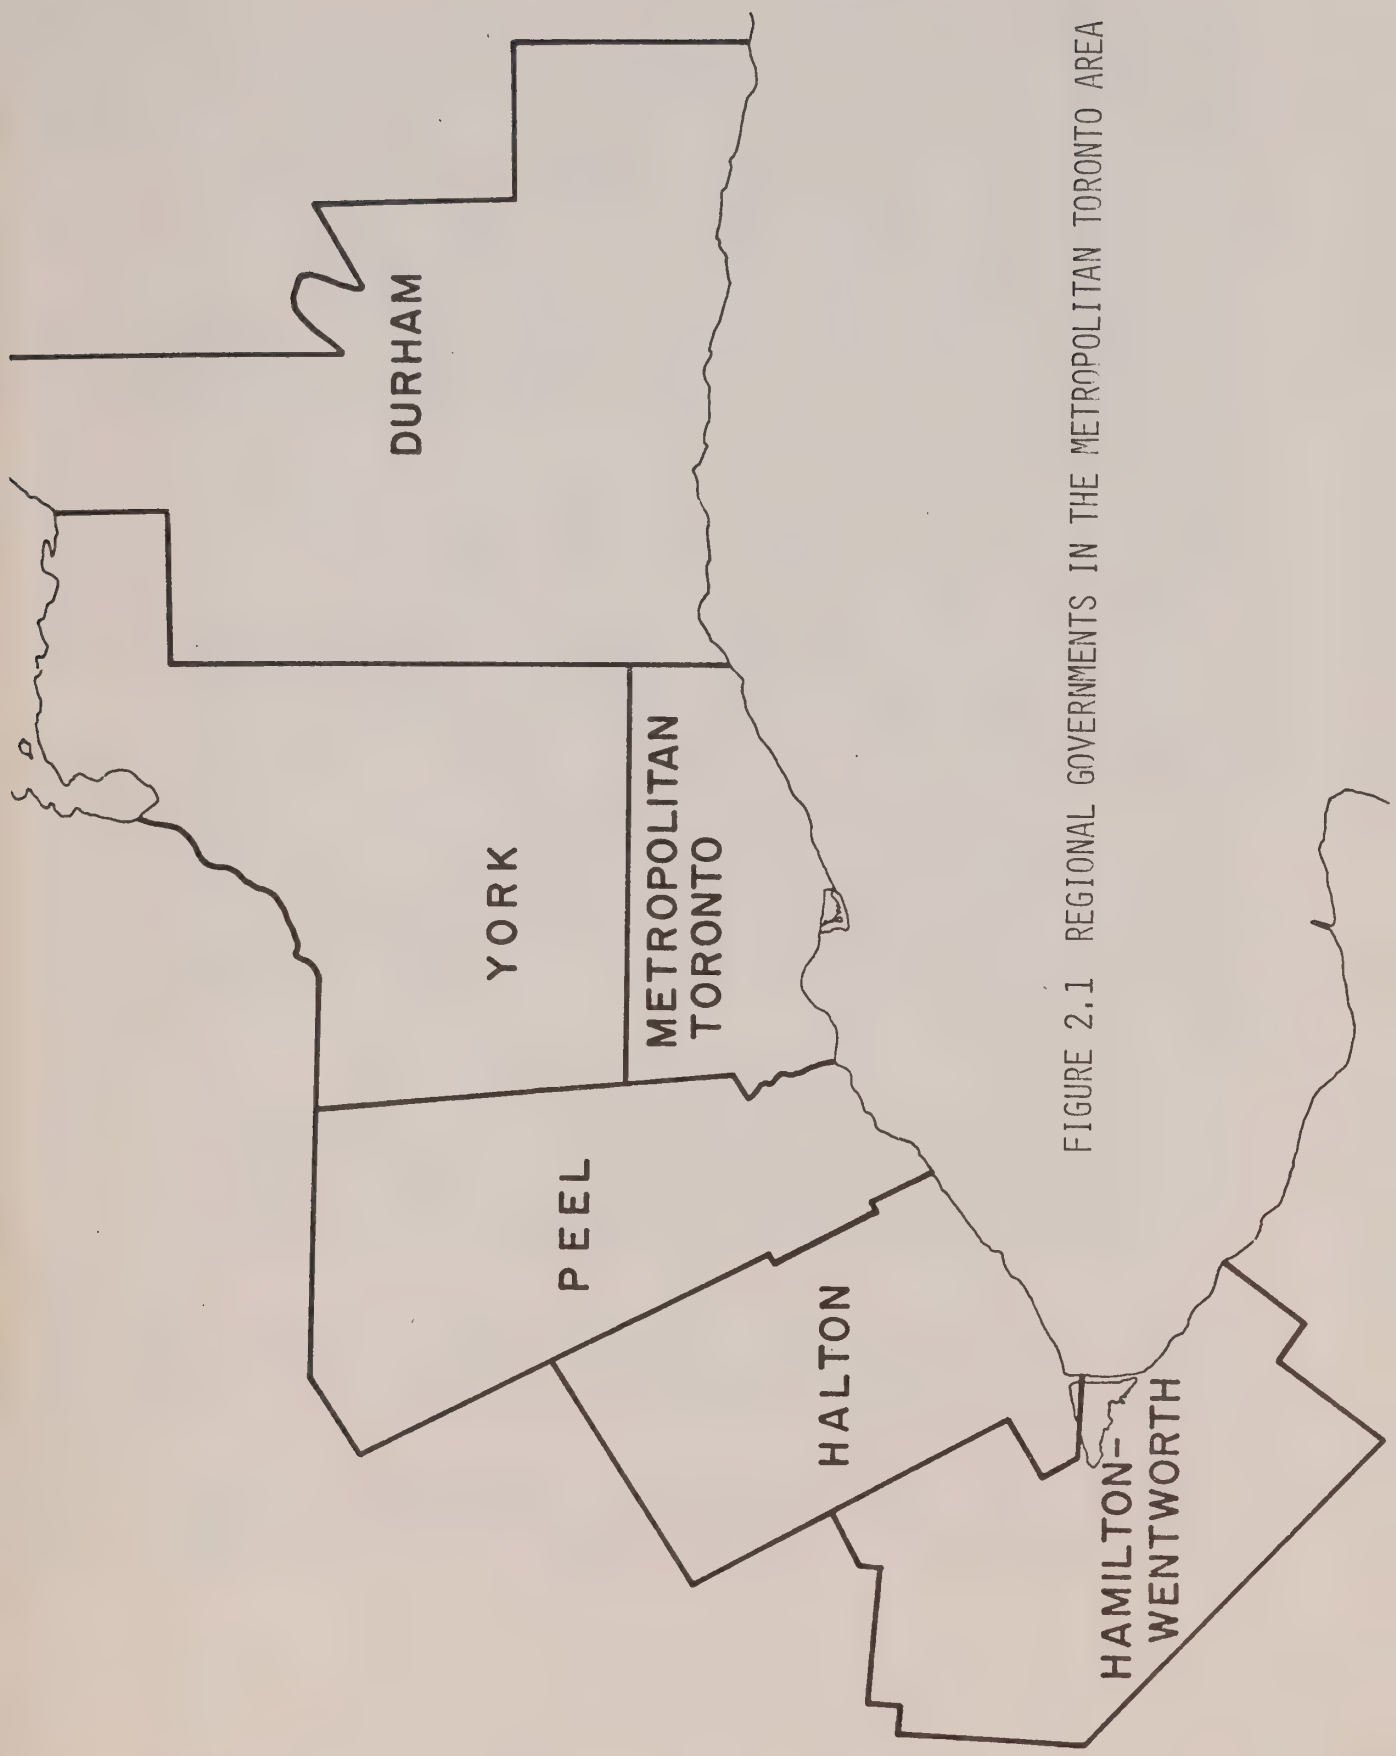 DURHAM
YORK
METROPOLITAN
TORONTO
PEEL
HALTON
HAMILTON-
WENTWORTH
FIGURE 2.1 REGIONAL GOVERNMENTS IN THE METROPOLITAN TORONTO AREA